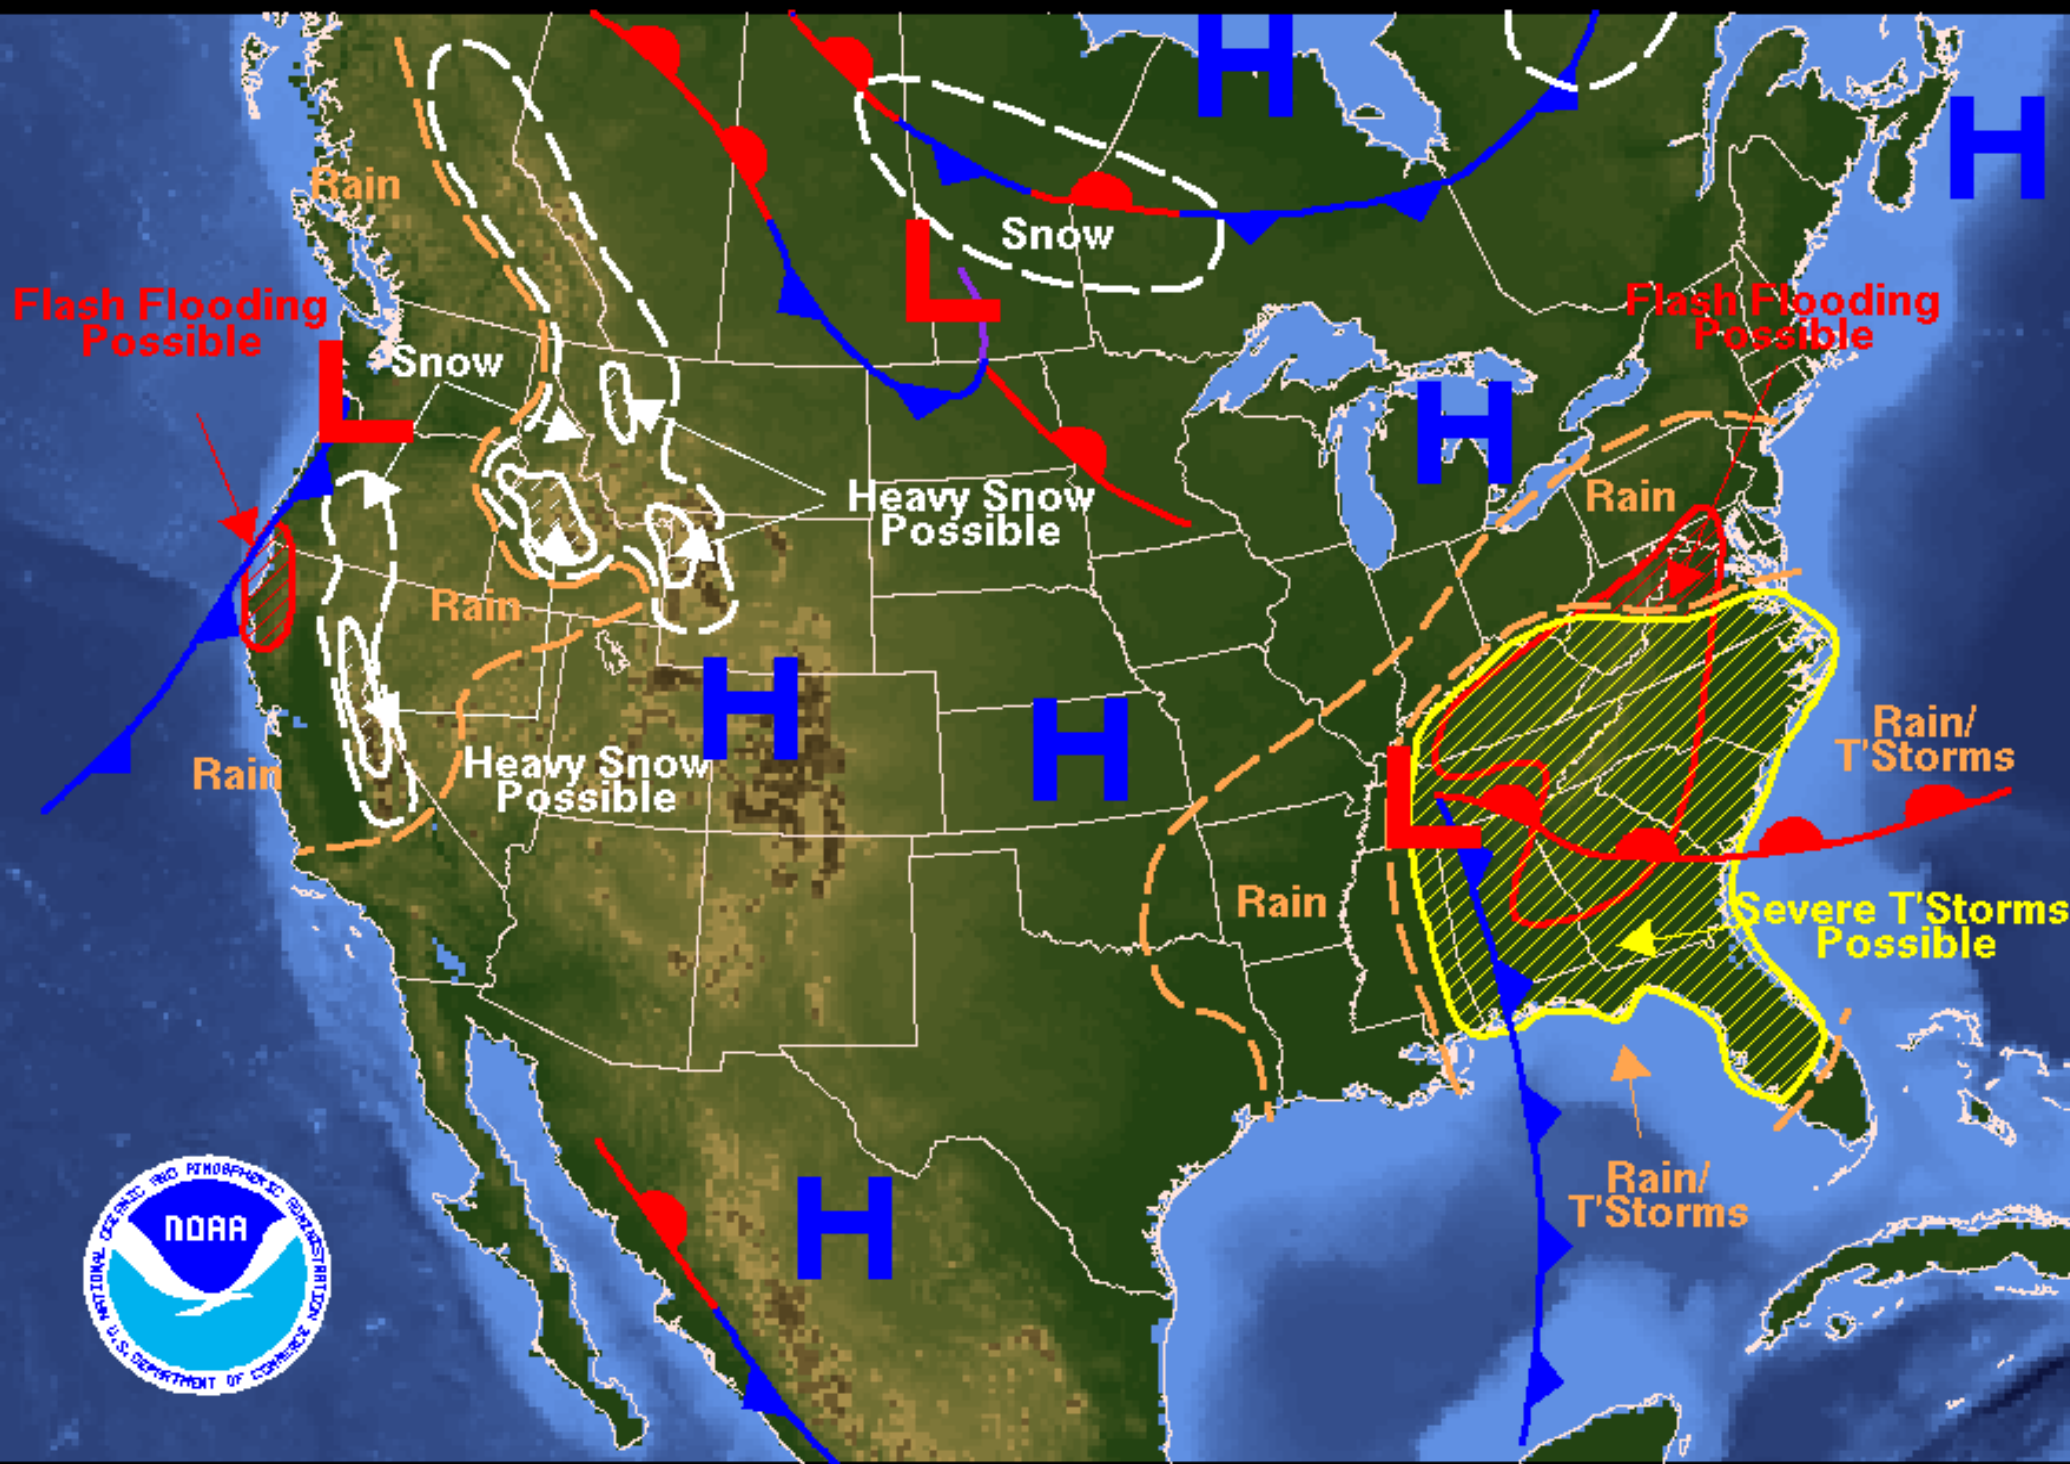 H
H
Rain
Snow
Flash Flooding
Possible
Flash Flooding
Possible
L
L
Snow
H
Heavy Snow
Possible
Rain
Rain
H
H
Rain/
T'Storms
Rain
Heavy Snow
Possible
L
Rain
Severe T'Storms
Possible
H
Rain/
T'Storms
NATIONAL OCEANIC AND ATMOSPHERIC ADMINISTRATION
NOAA
U.S. DEPARTMENT OF COMMERCE